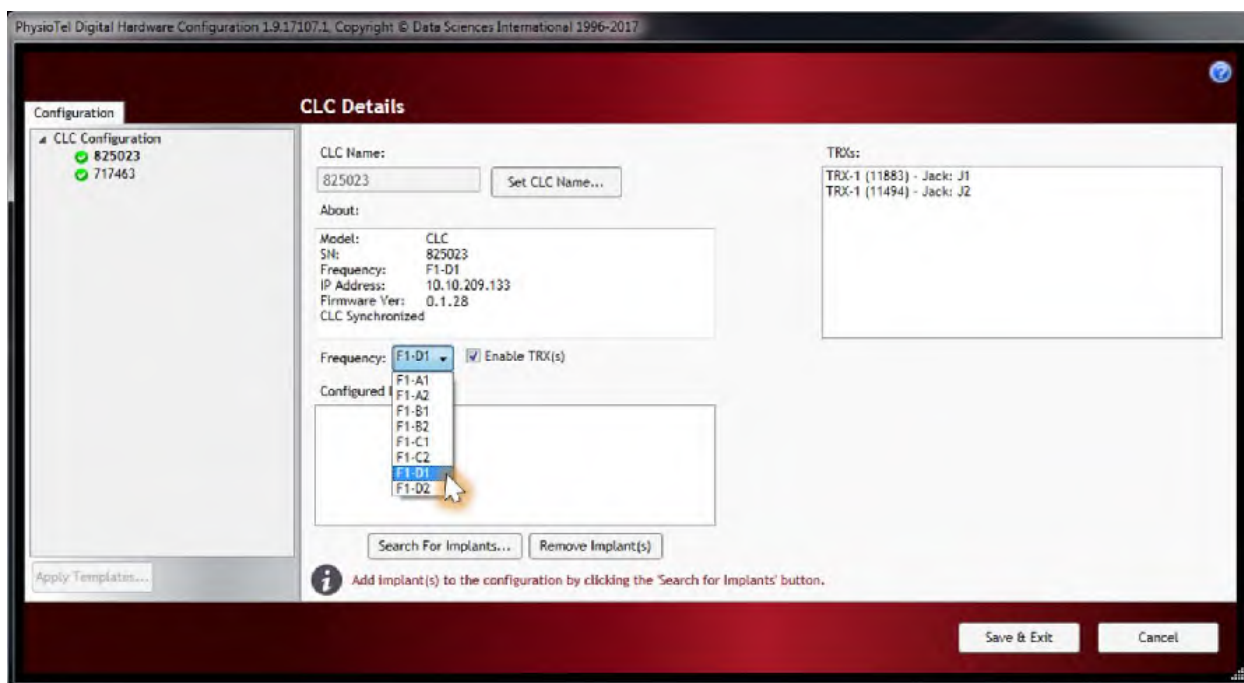 PhysioTel Digital Hardware Configuration 1.9.17107.1, Copyright © Data Sciences International 1996-2017
Configuration
CLC Details
CLC Configuration
825023
717463
CLC Name:
825023
Set CLC Name...
About:
Model: CLC
SN: 825023
Frequency: F1-D1
IP Address: 10.10.209.133
Firmware Ver: 0.1.28
CLC Synchronized
TRXs:
TRX-1 (11883) - Jack: J1
TRX-1 (11494) - Jack: J2
Frequency: F1-D1 Enable TRX(s)
F1-A1
F1-A2
F1-B1
F1-B2
F1-C1
F1-C2
F1-D1
F1-D2
Configured
Search For Implants... Remove Implant(s)
Apply Templates...
Add implant(s) to the configuration by clicking the 'Search for Implants' button.
Save & Exit
Cancel